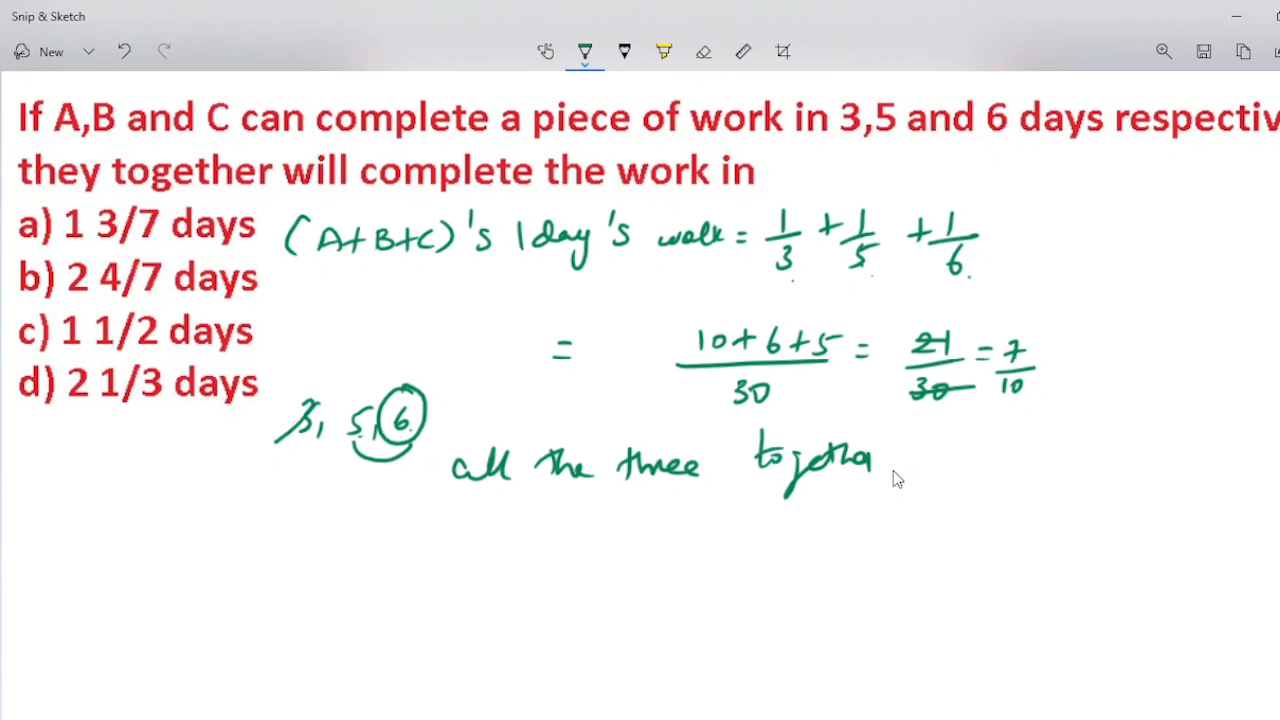 Snip & Sketch
New
If A,B and C can complete a piece of work in 3,5 and 6 days respectiv
they together will complete the work in
a) 1 3/7 days
(A+B+C)'s 1day's walk = 1/3 + 1/5 + 1/6
b) 2 4/7 days
c) 1 1/2 days
= 10+6+5/30 = 21/30 = 7/10
d) 2 1/3 days
3, 5, 6
all the three together